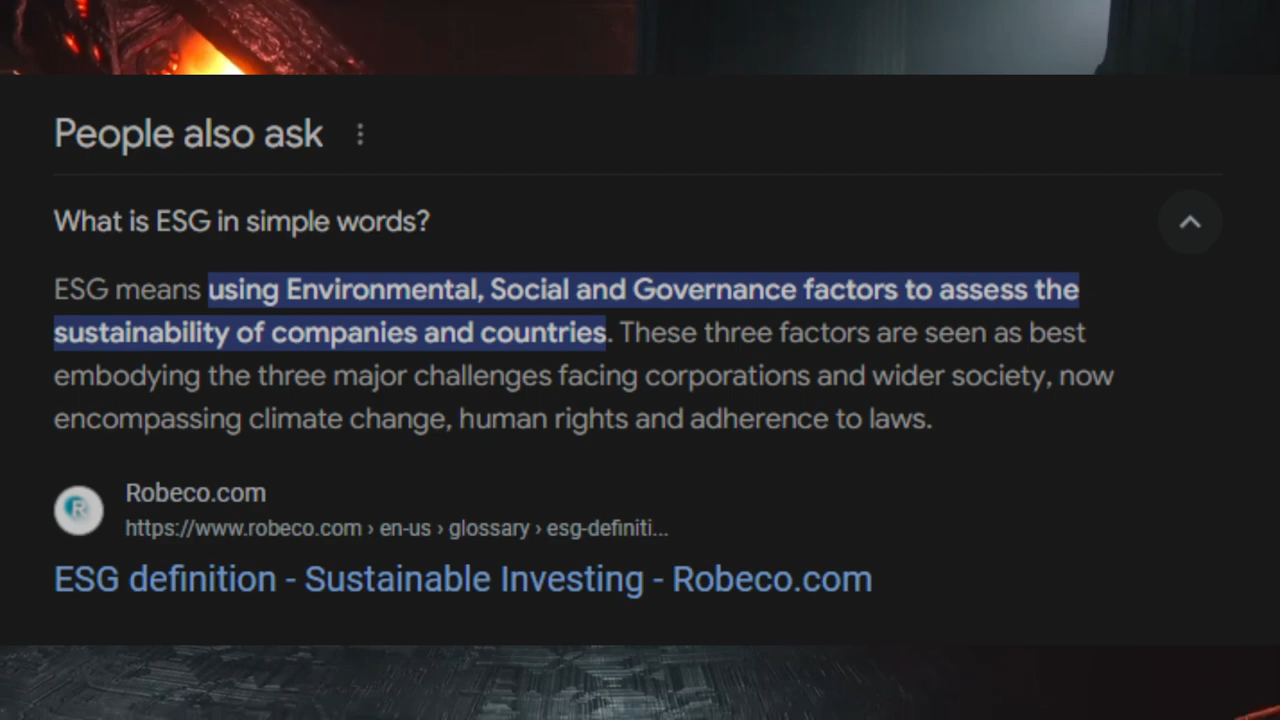 People also ask
What is ESG in simple words?
ESG means using Environmental, Social and Governance factors to assess the
sustainability of companies and countries. These three factors are seen as best
embodying the three major challenges facing corporations and wider society, now
encompassing climate change, human rights and adherence to laws.
R
Robeco.com
https://www.robeco.com › en-us › glossary › esg-definiti...
ESG definition - Sustainable Investing - Robeco.com